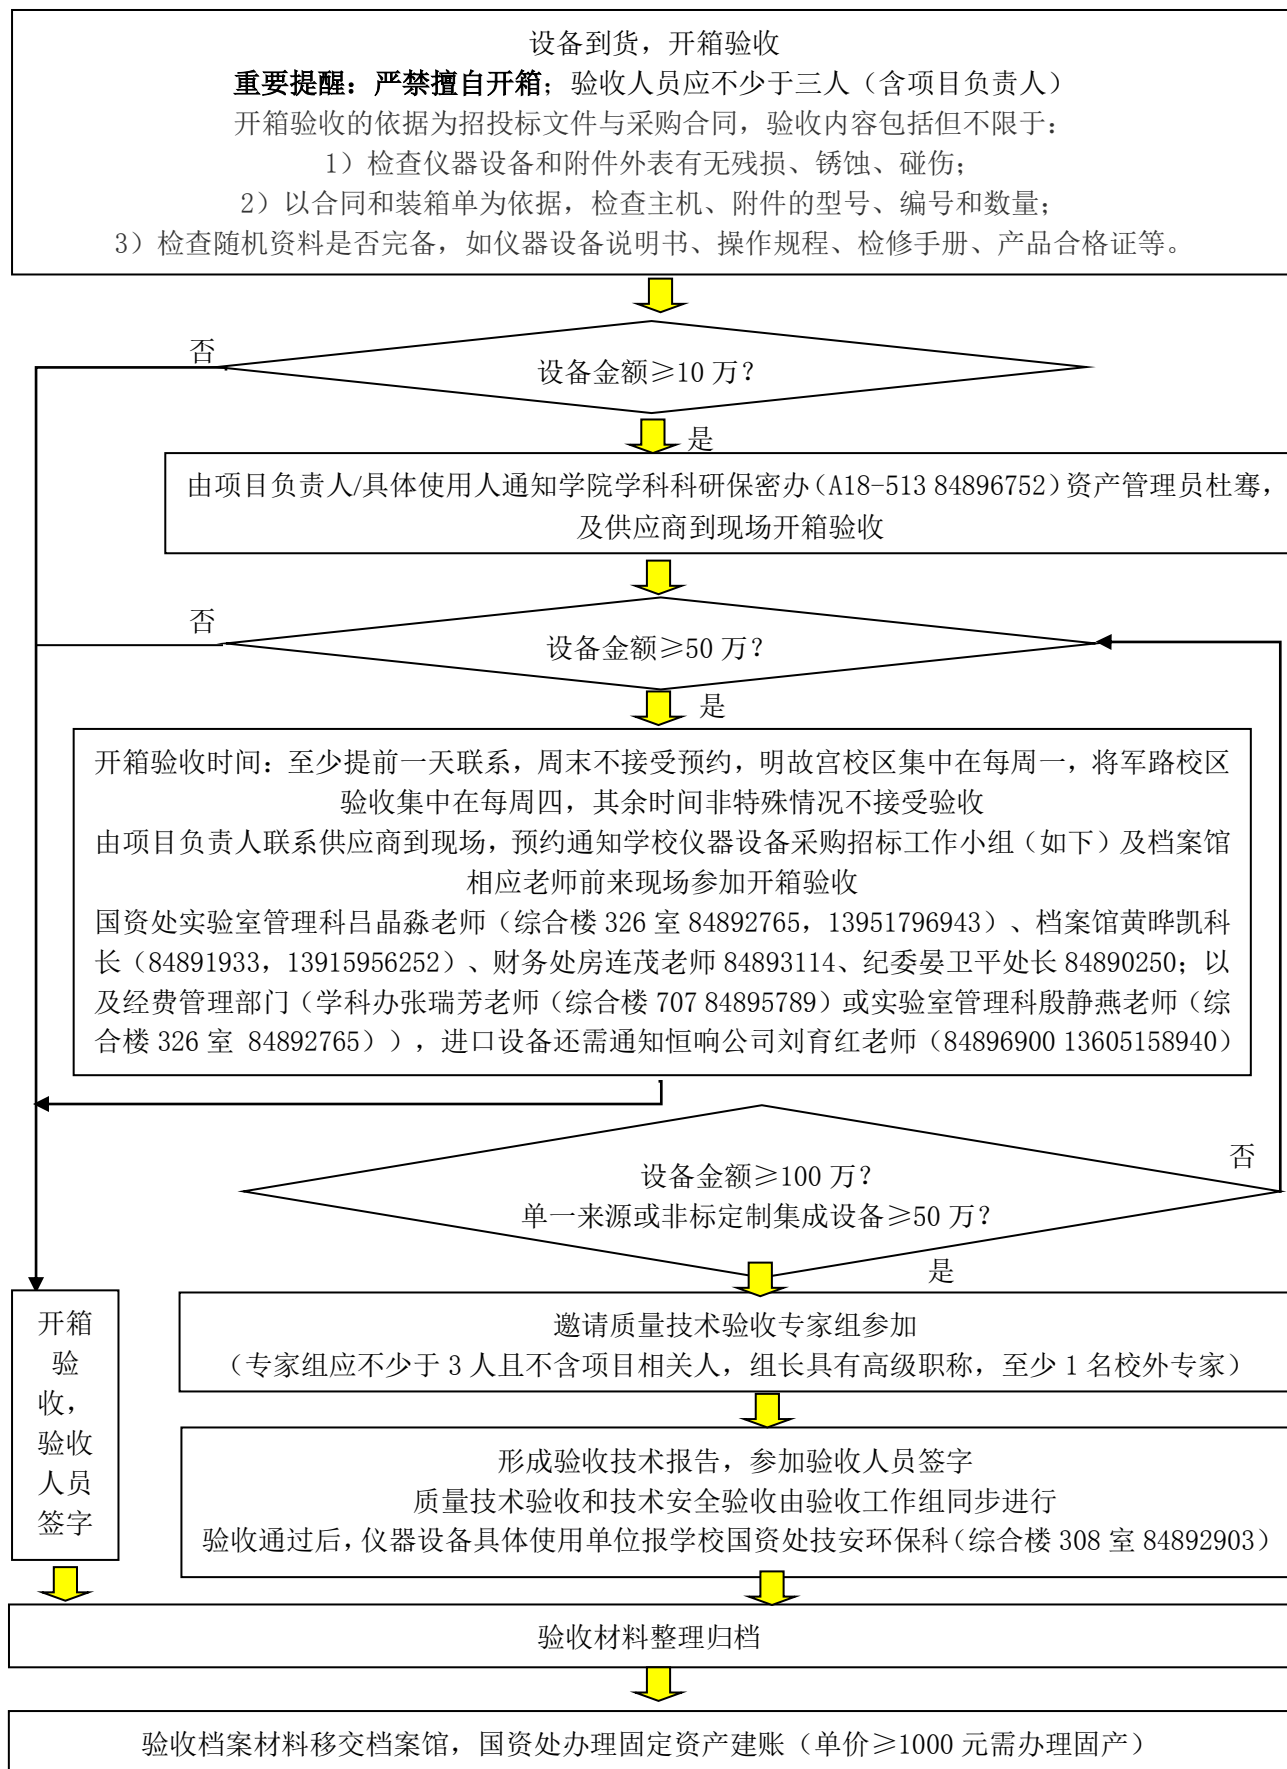 设备到货，开箱验收
重要提醒：严禁擅自开箱；验收人员应不少于三人（含项目负责人）
开箱验收的依据为招投标文件与采购合同，验收内容包括但不限于：
1）检查仪器设备和附件外表有无残损、锈蚀、碰伤；
2）以合同和装箱单为依据，检查主机、附件的型号、编号和数量；
3）检查随机资料是否完备，如仪器设备说明书、操作规程、检修手册、产品合格证等。
否
设备金额≥10 万？
是
由项目负责人/具体使用人通知学院学科科研保密办（A18-513 84896752）资产管理员杜骞，
及供应商到现场开箱验收
否
设备金额≥50 万？
是
开箱验收时间：至少提前一天联系，周末不接受预约，明故宫校区集中在每周一，将军路校区
验收集中在每周四，其余时间非特殊情况不接受验收
由项目负责人联系供应商到现场，预约通知学校仪器设备采购招标工作小组（如下）及档案馆
相应老师前来现场参加开箱验收
国资处实验室管理科吕晶淼老师（综合楼 326 室 84892765，13951796943）、档案馆黄晔凯科
长（84891933，13915956252）、财务处房连茂老师 84893114、纪委晏卫平处长 84890250；以
及经费管理部门（学科办张瑞芳老师（综合楼 707 84895789）或实验室管理科殷静燕老师（综
合楼 326 室 84892765）），进口设备还需通知恒响公司刘育红老师（84896900 13605158940）
设备金额≥100 万？
单一来源或非标定制集成设备≥50 万？
否
是
邀请质量技术验收专家组参加
（专家组应不少于 3 人且不含项目相关人，组长具有高级职称，至少 1 名校外专家）
开箱
验
收，
验收
人员
签字
形成验收技术报告，参加验收人员签字
质量技术验收和技术安全验收由验收工作组同步进行
验收通过后，仪器设备具体使用单位报学校国资处技安环保科（综合楼 308 室 84892903）
验收材料整理归档
验收档案材料移交档案馆，国资处办理固定资产建账（单价≥1000 元需办理固产）